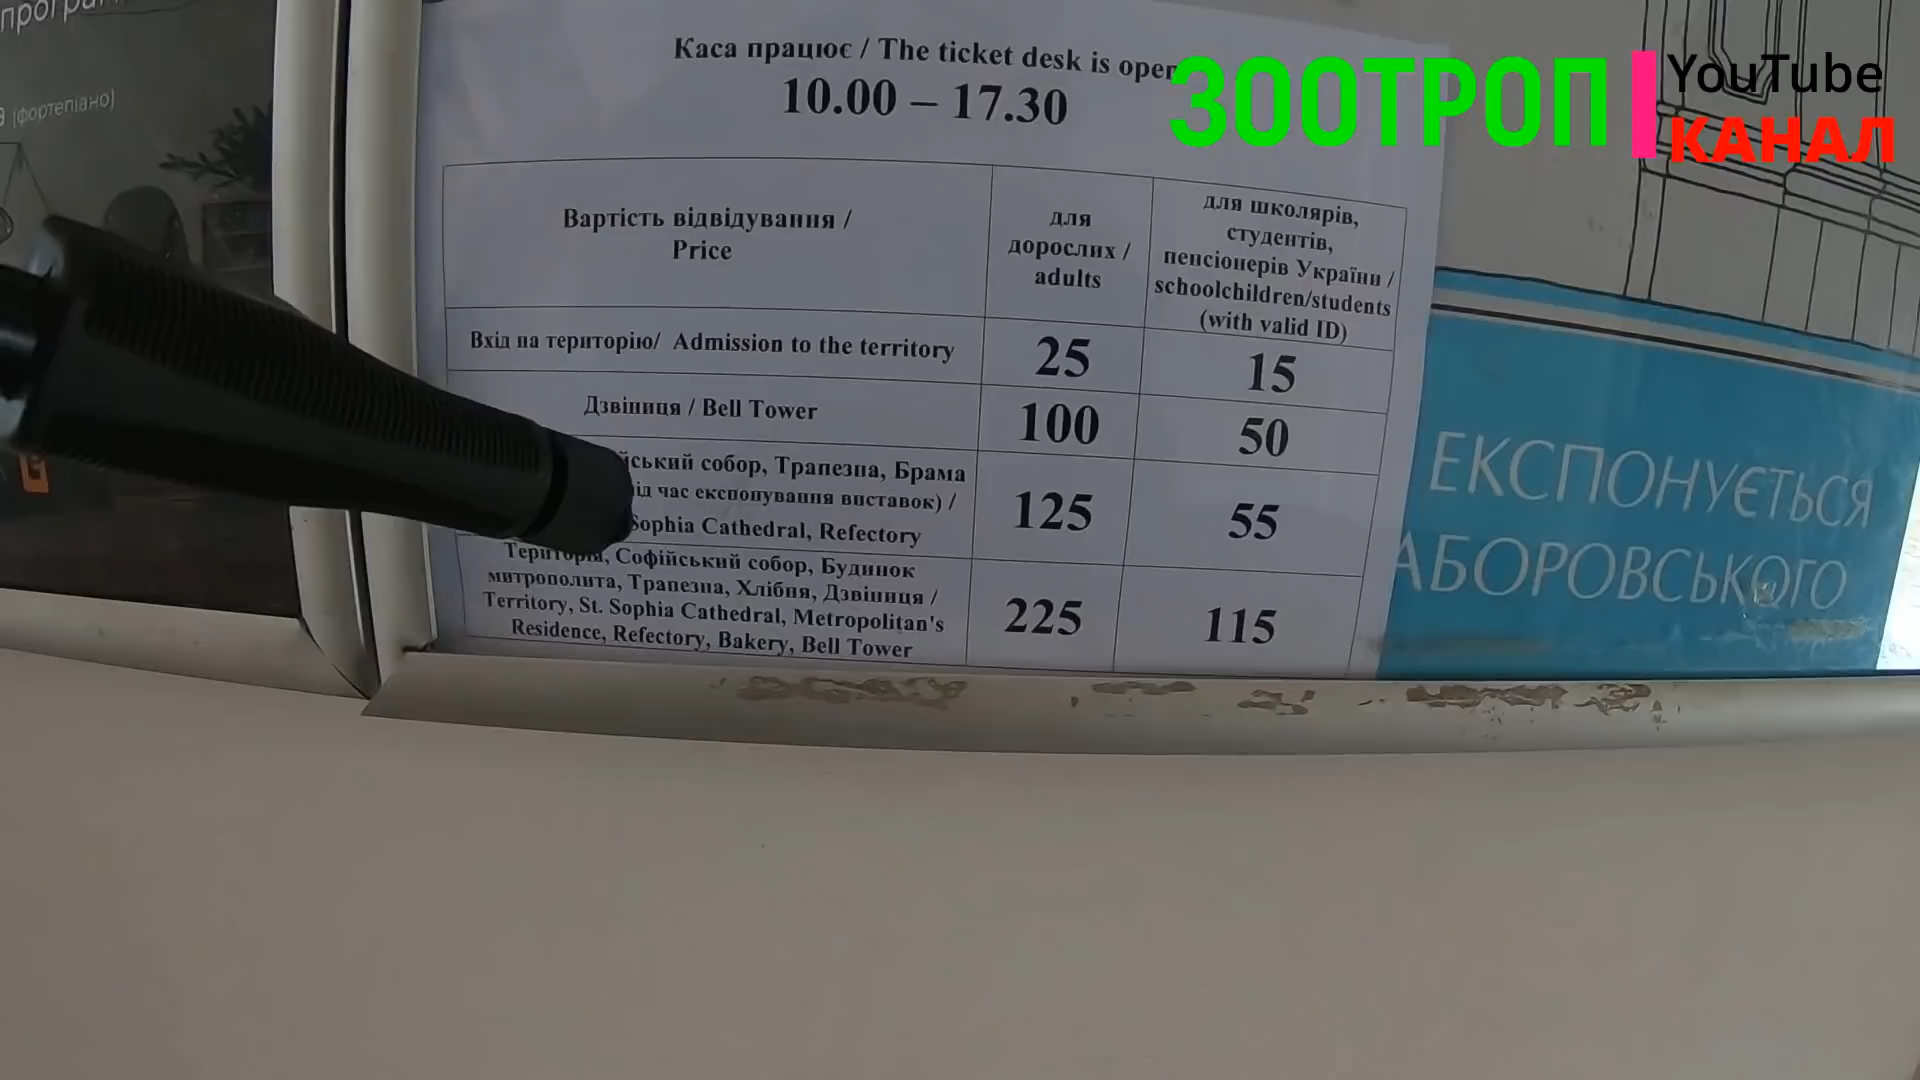 (фортепіано)
Каса працює / The ticket desk is open
10.00 – 17.30
ЗООТРОП
YouTube
КАНАЛ
Вартість відвідування /
Price
для
дорослих /
adults
для школярів,
студентів,
пенсіонерів України /
schoolchildren/students
(with valid ID)
Вхід на територію/ Admission to the territory
25
15
Дзвіниця / Bell Tower
100
50
собор, Трапезна, Брама
час експонування виставок) /
Sophia Cathedral, Refectory
125
55
Територія, Софійський собор, Будинок
митрополита, Трапезна, Хлібня, Дзвіниця /
Territory, St. Sophia Cathedral, Metropolitan's
Residence, Refectory, Bakery, Bell Tower
225
115
ЕКСПОНУЄТЬСЯ
АБОРОВСЬКОГО